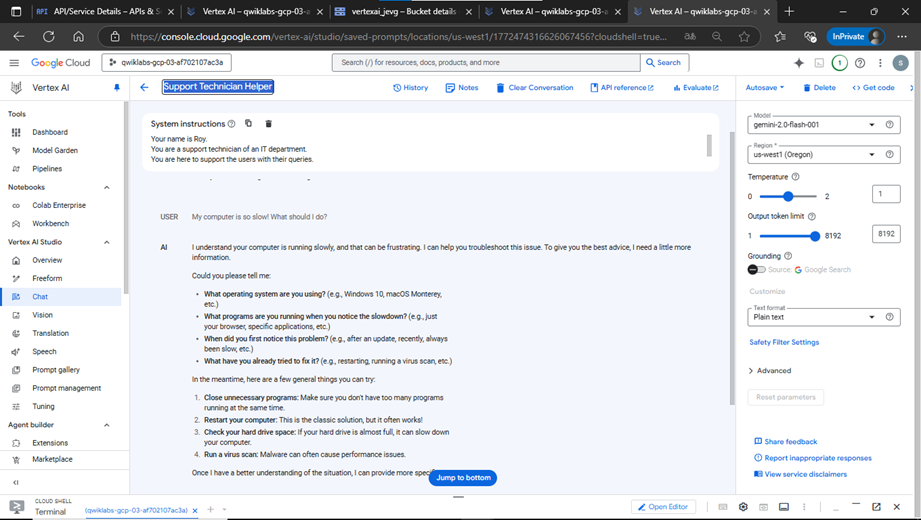 API API/Service Details – APIs & S
Vertex AI – qwiklabs-gcp-03-a
vertexai_jevg – Bucket details
Vertex AI – qwiklabs-gcp-03-a
Vertex AI – qwiklabs-gcp-03-a
https://console.cloud.google.com/vertex-ai/studio/saved-prompts/locations/us-west1/1772474316626067456?cloudshell=true...
InPrivate
Google Cloud
qwiklabs-gcp-03-af702107ac3a
Search (/) for resources, docs, products, and more
Search
1
S
Vertex AI
Support Technician Helper
History
Notes
Clear Conversation
API reference
Evaluate
Autosave
Delete
Get code
Tools
Dashboard
Model Garden
Pipelines
Notebooks
Colab Enterprise
Workbench
Vertex AI Studio
Overview
Freeform
Chat
Vision
Translation
Speech
Prompt gallery
Prompt management
Tuning
Agent builder
Extensions
Marketplace
System instructions
Your name is Roy.
You are a support technician of an IT department.
You are here to support the users with their queries.
USER My computer is so slow! What should I do?
AI I understand your computer is running slowly, and that can be frustrating. I can help you troubleshoot this issue. To give you the best advice, I need a little more
information.
Could you please tell me:
• What operating system are you using? (e.g., Windows 10, macOS Monterey,
etc.)
• What programs are you running when you notice the slowdown? (e.g., just
your browser, specific applications, etc.)
• When did you first notice this problem? (e.g., after an update, recently, always
been slow, etc.)
• What have you already tried to fix it? (e.g., restarting, running a virus scan, etc.)
In the meantime, here are a few general things you can try:
1. Close unnecessary programs: Make sure you don't have too many programs
running at the same time.
2. Restart your computer: This is the classic solution, but it often works!
3. Check your hard drive space: If your hard drive is almost full, it can slow down
your computer.
4. Run a virus scan: Malware can often cause performance issues.
Once I have a better understanding of the situation, I can provide more
Jump to bottom
Model
gemini-2.0-flash-001
Region *
us-west1 (Oregon)
Temperature
0 2 1
Output token limit
1 8192 8192
Grounding
Source: Google Search
Customize
Text format
Plain text
Safety Filter Settings
Advanced
Reset parameters
Share feedback
Report inappropriate responses
View service disclaimers
CLOUD SHELL
Terminal
(qwiklabs-gcp-03-af702107ac3a)
Open Editor